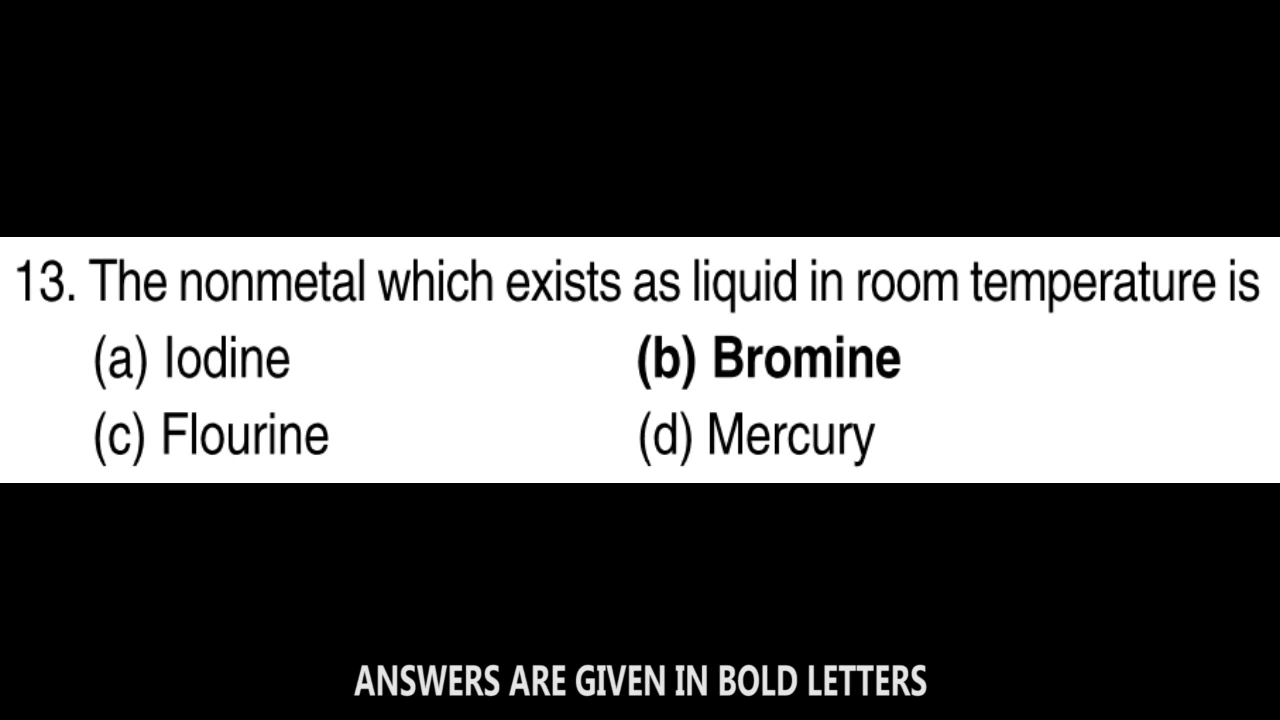 13. The nonmetal which exists as liquid in room temperature is
(a) Iodine (b) Bromine
(c) Flourine (d) Mercury
ANSWERS ARE GIVEN IN BOLD LETTERS